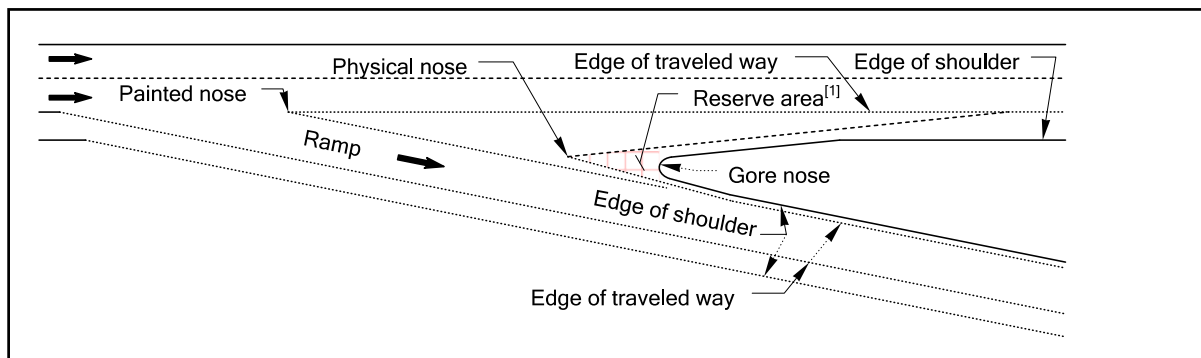 Edge of traveled way
Edge of shoulder
Physical nose
Painted nose
Reserve area[1]
Ramp
Gore nose
Edge of shoulder
Edge of traveled way